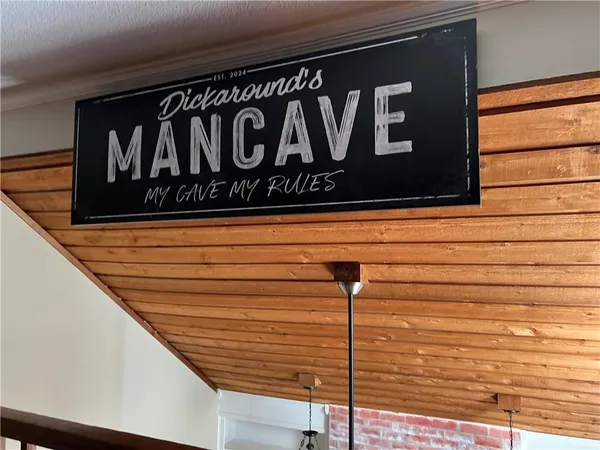 EST. 2024
Dickaround's
MANCAVE
MY CAVE MY RULES